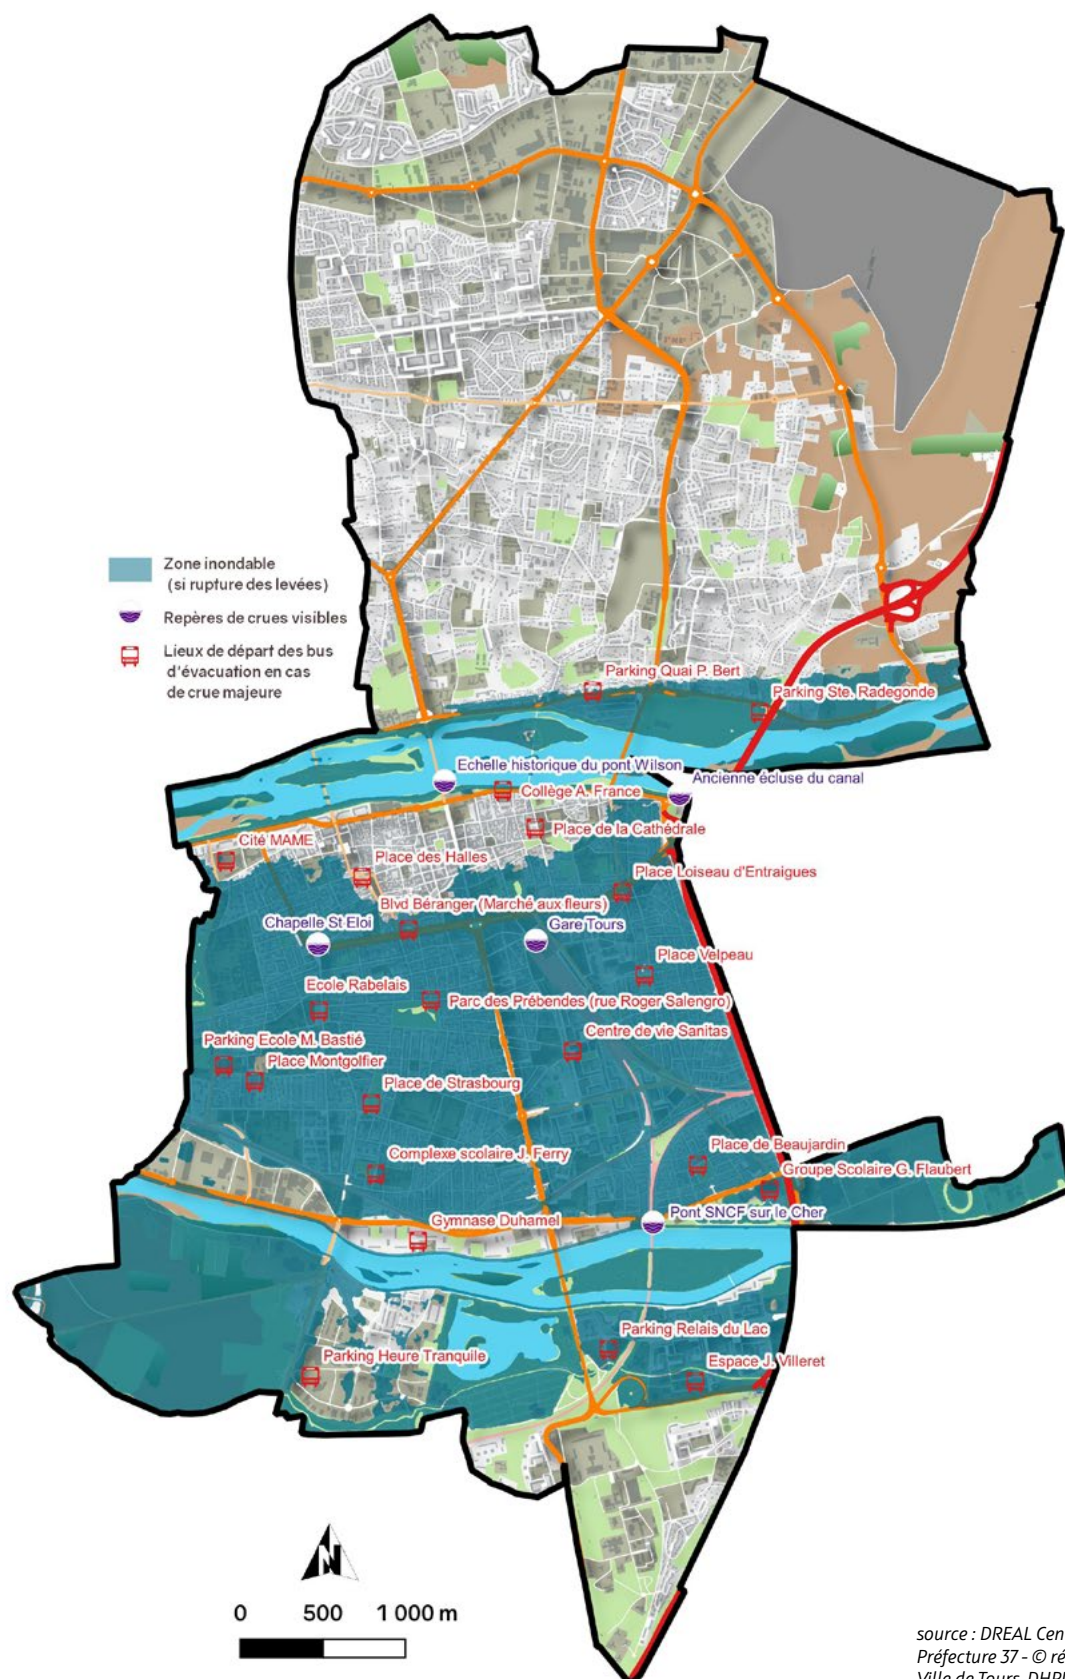 Zone inondable
(si rupture des levées)
Repères de crues visibles
Lieux de départ des bus
d'évacuation en cas
de crue majeure
Parking Quai P. Bert
Parking Ste. Radegonde
Echelle historique du pont Wilson
Ancienne écluse du canal
Collège A. France
Place de la Cathédrale
Cité MAME
Place des Halles
Place Loiseau d'Entraigues
Blvd Béranger (Marché aux fleurs)
Chapelle St Eloi
Gare Tours
Place Velpeau
Ecole Rabelais
Parc des Prébendes (rue Roger Salengro)
Centre de vie Sanitas
Parking Ecole M. Bastié
Place Montgolfier
Place de Strasbourg
Place de Beaujardin
Complexe scolaire J. Ferry
Groupe Scolaire G. Flaubert
Pont SNCF sur le Cher
Gymnase Duhamel
Parking Relais du Lac
Parking Heure Tranquile
Espace J. Villeret
N
0 500 1 000 m
source : DREAL Cen
Préfecture 37 - © ré
Ville de Tours